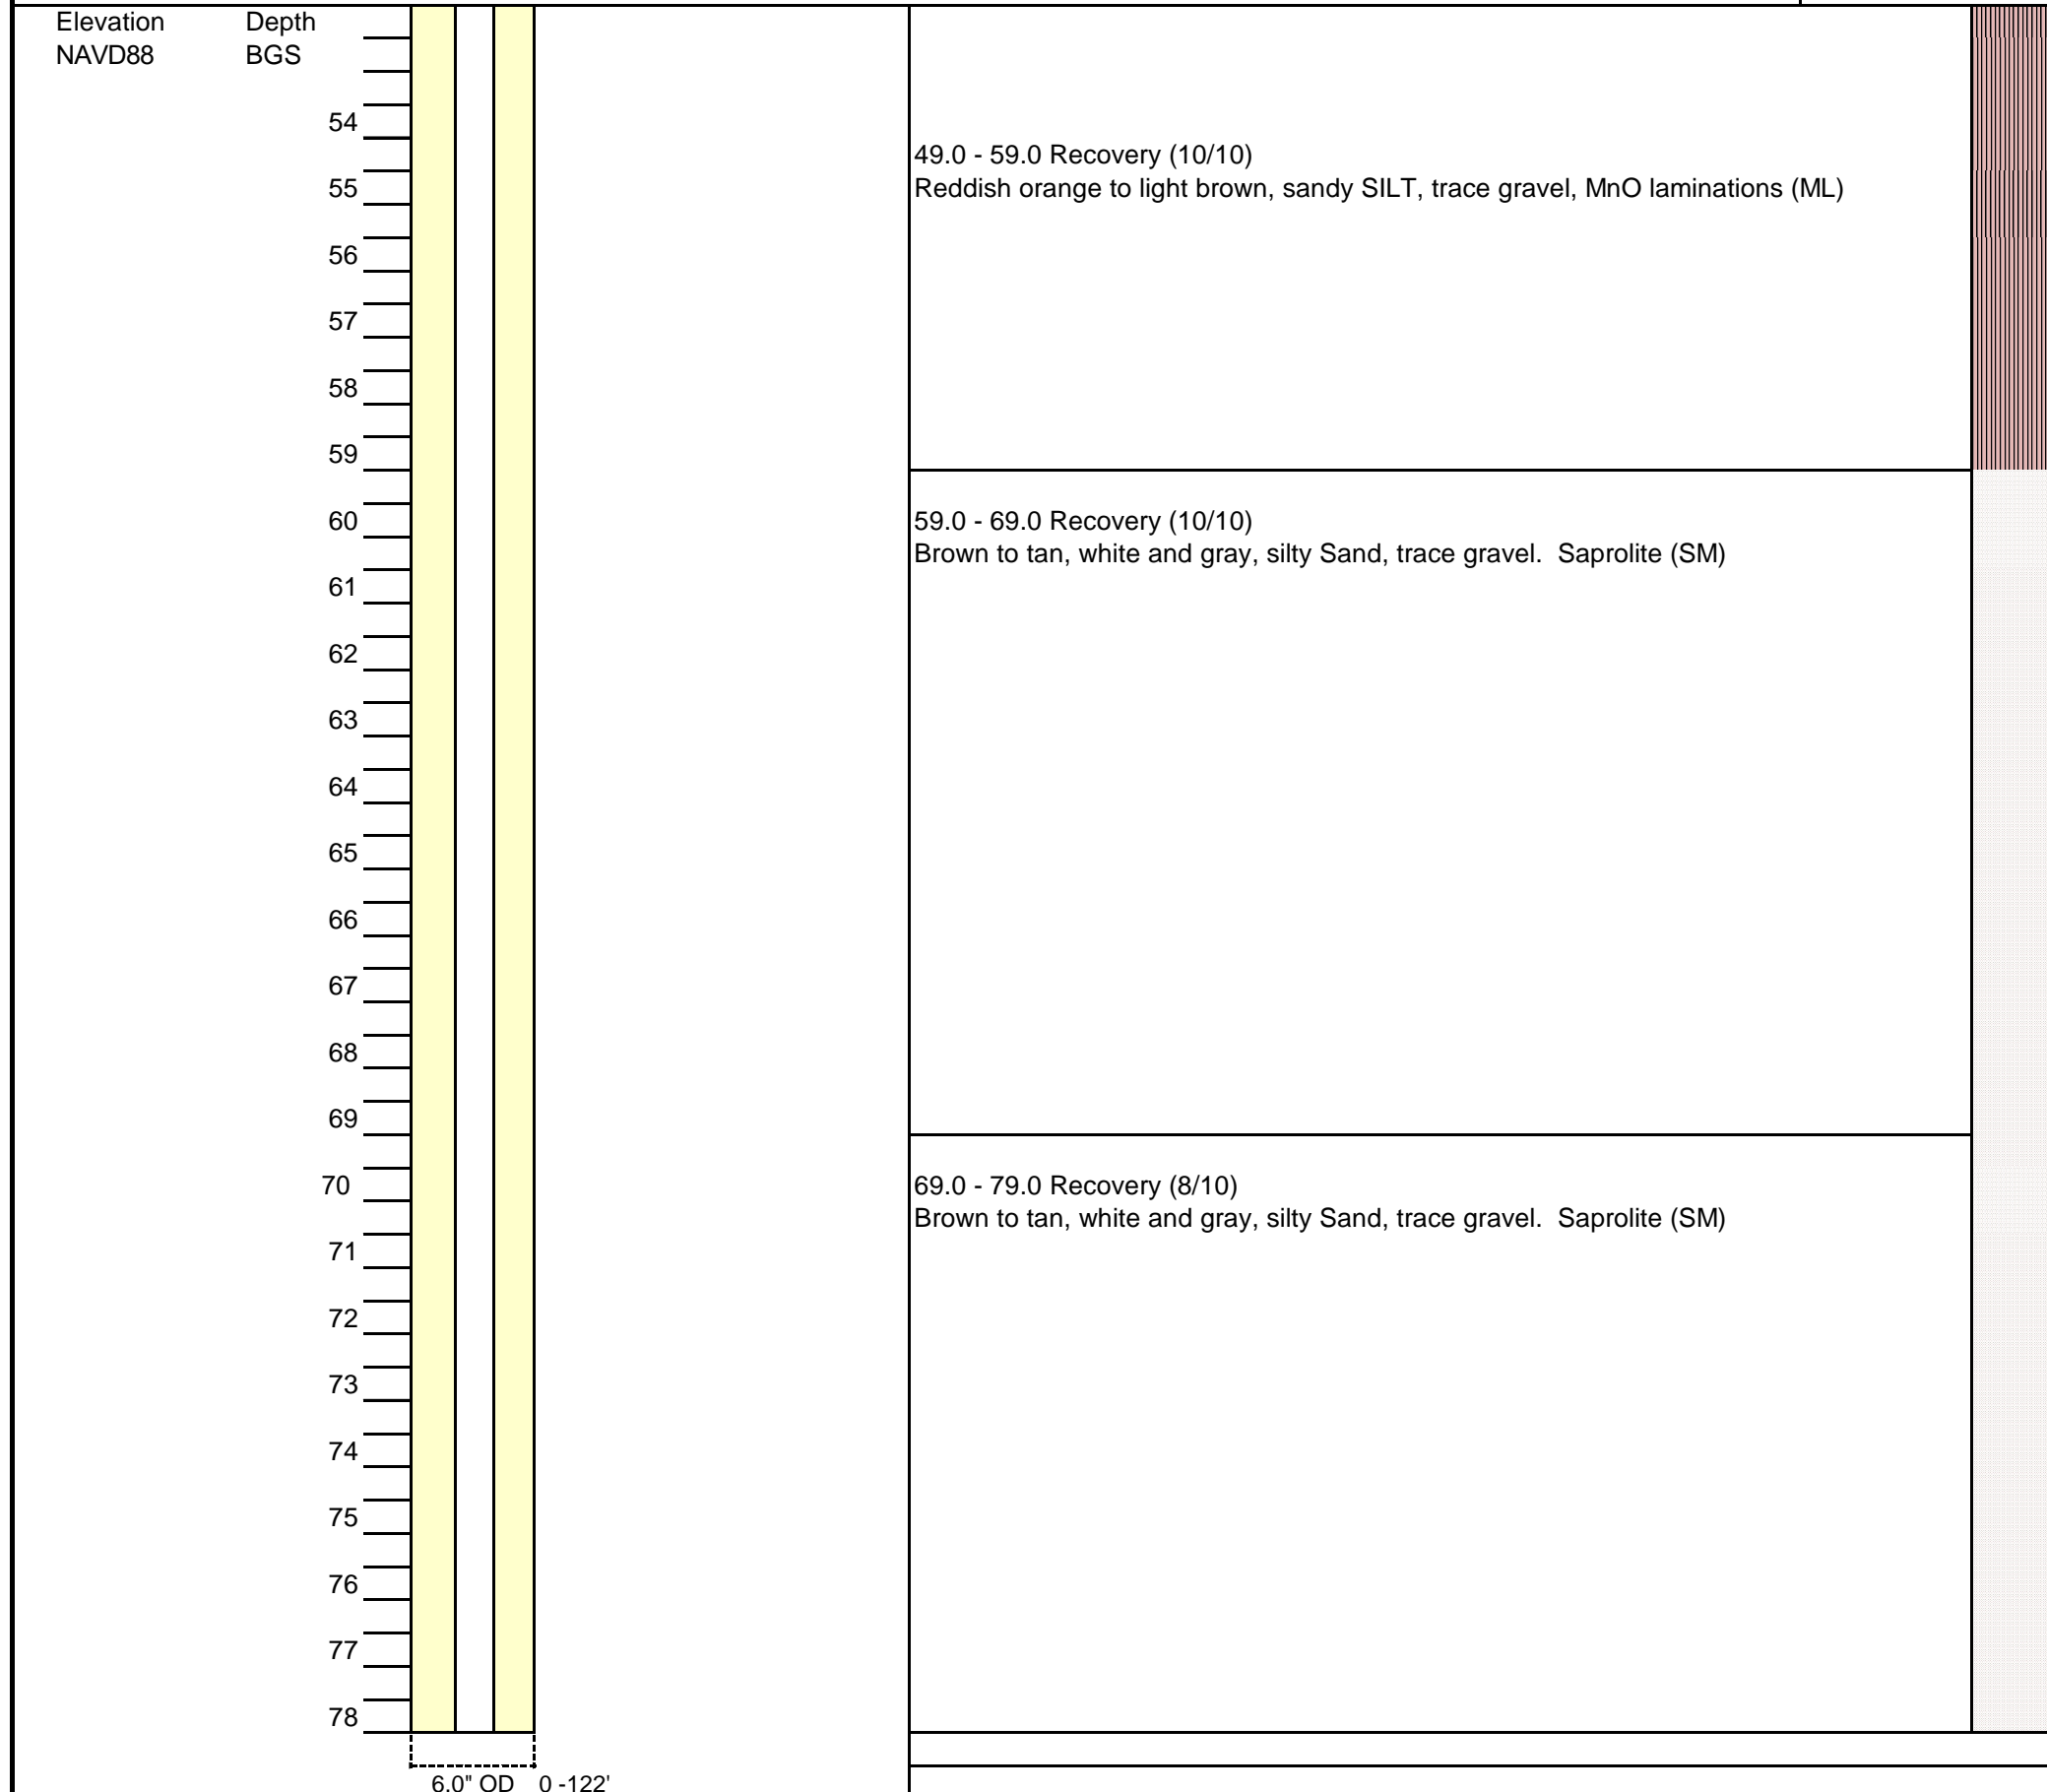 Elevation Depth
NAVD88 BGS
54
49.0 - 59.0 Recovery (10/10)
55 Reddish orange to light brown, sandy SILT, trace gravel, MnO laminations (ML)
56
57
58
59
60 59.0 - 69.0 Recovery (10/10)
Brown to tan, white and gray, silty Sand, trace gravel.  Saprolite (SM)
61
62
63
64
65
66
67
68
69
70 69.0 - 79.0 Recovery (8/10)
Brown to tan, white and gray, silty Sand, trace gravel.  Saprolite (SM)
71
72
73
74
75
76
77
78
6.0" OD 0 -122'